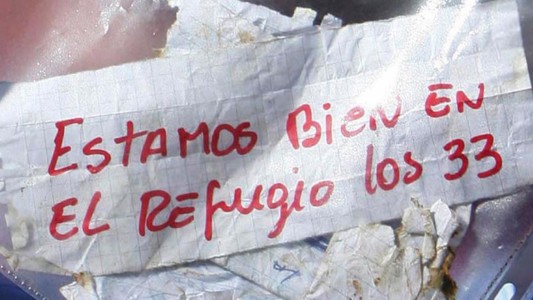 ESTAMOS BiEN EN
EL REfugio los 33